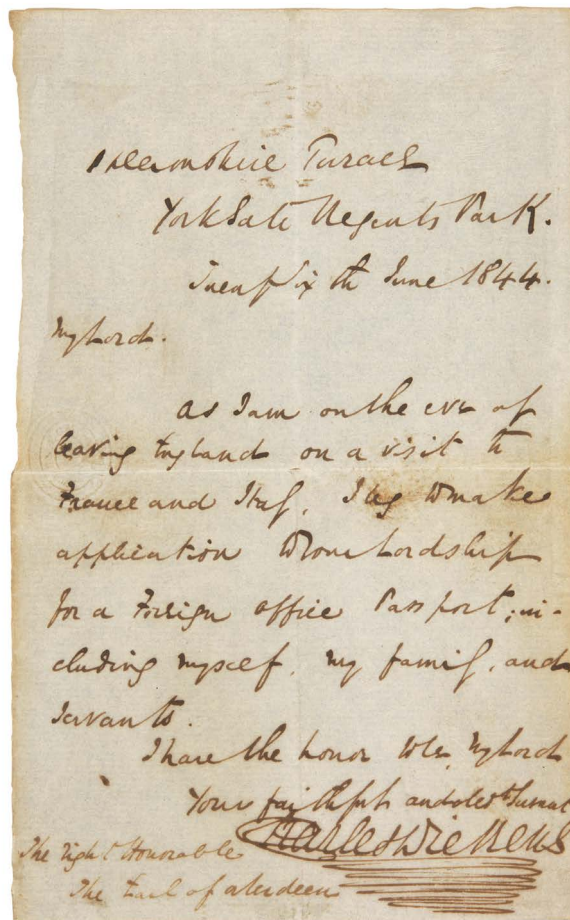 1 Devonshire Terrace
York Gate Regents Park.
Sixth June 1844.
My Lord.
As I am on the eve of
leaving England on a visit to
France and Italy, I beg to make
application to your Lordship
for a Foreign office Passport; in-
cluding myself, my family, and
servants.
I have the honor to be, My Lord
Your faithful and obedt. Servant
Charles Dickens
The Right Honorable
The Earl of Aberdeen